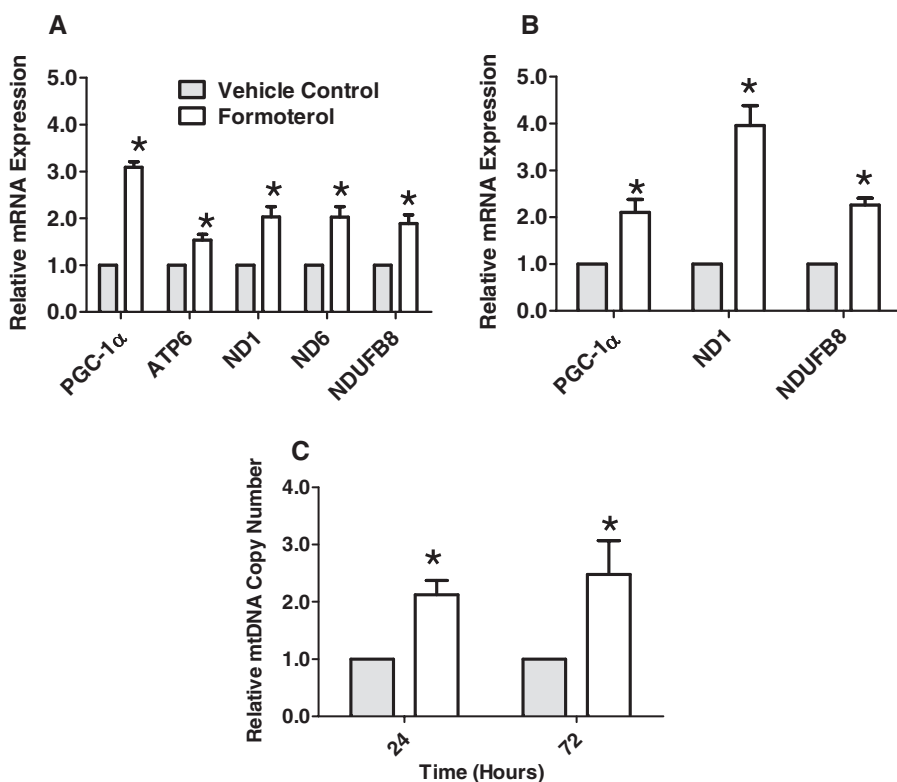 A
Relative mRNA Expression
5.0
4.0
3.0
2.0
1.0
0.0
Vehicle Control
Formoterol
*
*
*
*
*
PGC-1α
ATP6
ND1
ND6
NDUFB8
B
Relative mRNA Expression
5.0
4.0
3.0
2.0
1.0
0.0
*
*
*
PGC-1α
ND1
NDUFB8
C
Relative mtDNA Copy Number
4.0
3.0
2.0
1.0
0.0
*
*
24
72
Time (Hours)